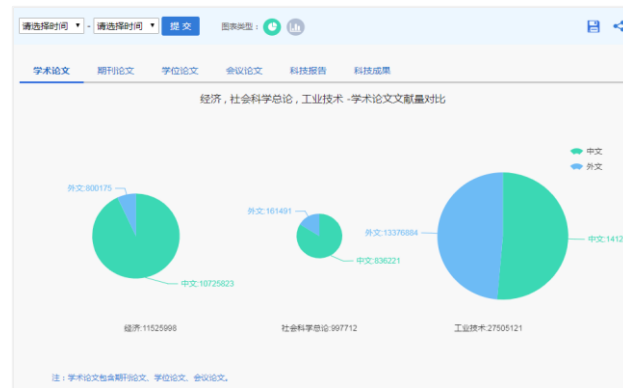 请选择时间 - 请选择时间 提 交 图表类型：
学术论文 期刊论文 学位论文 会议论文 科技报告 科技成果
经济 , 社会科学总论 , 工业技术 -学术论文文献量对比
中文
外文
外文:800175
中文:10725823
经济:11525998
外文:161491
中文:836221
社会科学总论:997712
外文:13376884
中文:1412
工业技术:27505121
注：学术论文包含期刊论文、学位论文、会议论文。